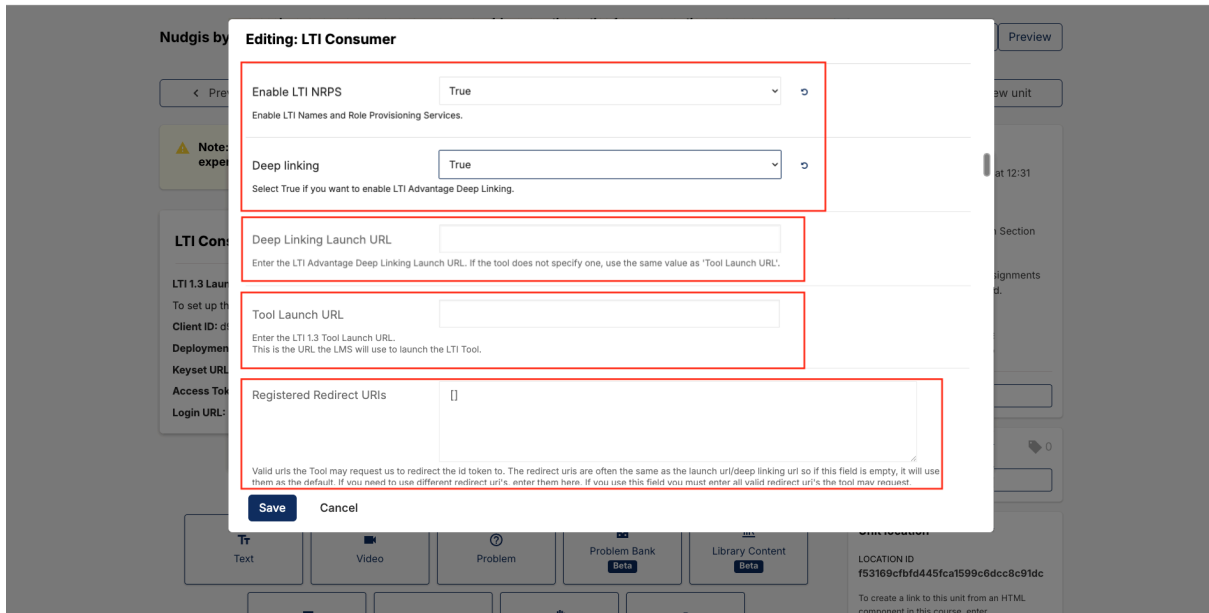 Nudgis by
Editing: LTI Consumer
Preview
Enable LTI NRPS
True
Enable LTI Names and Role Provisioning Services.
Note:
Deep linking
True
at 12:31
Select True if you want to enable LTI Advantage Deep Linking.
LTI Con
Deep Linking Launch URL
Section
Enter the LTI Advantage Deep Linking Launch URL. If the tool does not specify one, use the same value as 'Tool Launch URL'.
LTI 1.3
To set up
Tool Launch URL
Client ID:
Enter the LTI 1.3 Tool Launch URL.
This is the URL the LMS will use to launch the LTI Tool.
Keyset URL
Access
Registered Redirect URIs
[]
Login URL:
0
Valid urls the Tool may request us to redirect the id token to. The redirect uris are often the same as the launch url/deep linking url so if this field is empty, it will use
them as the default. If you need to use different redirect uri's, enter them here. If you use this field you must enter all valid redirect uri's the tool may request.
Save
Cancel
Text
Video
Problem
Problem Bank
Beta
Library Content
Beta
Unit location
LOCATION ID
f53169cfbfd445fca1599c6dcc8c91dc
To create a link to this unit from an HTML
component in this course, enter